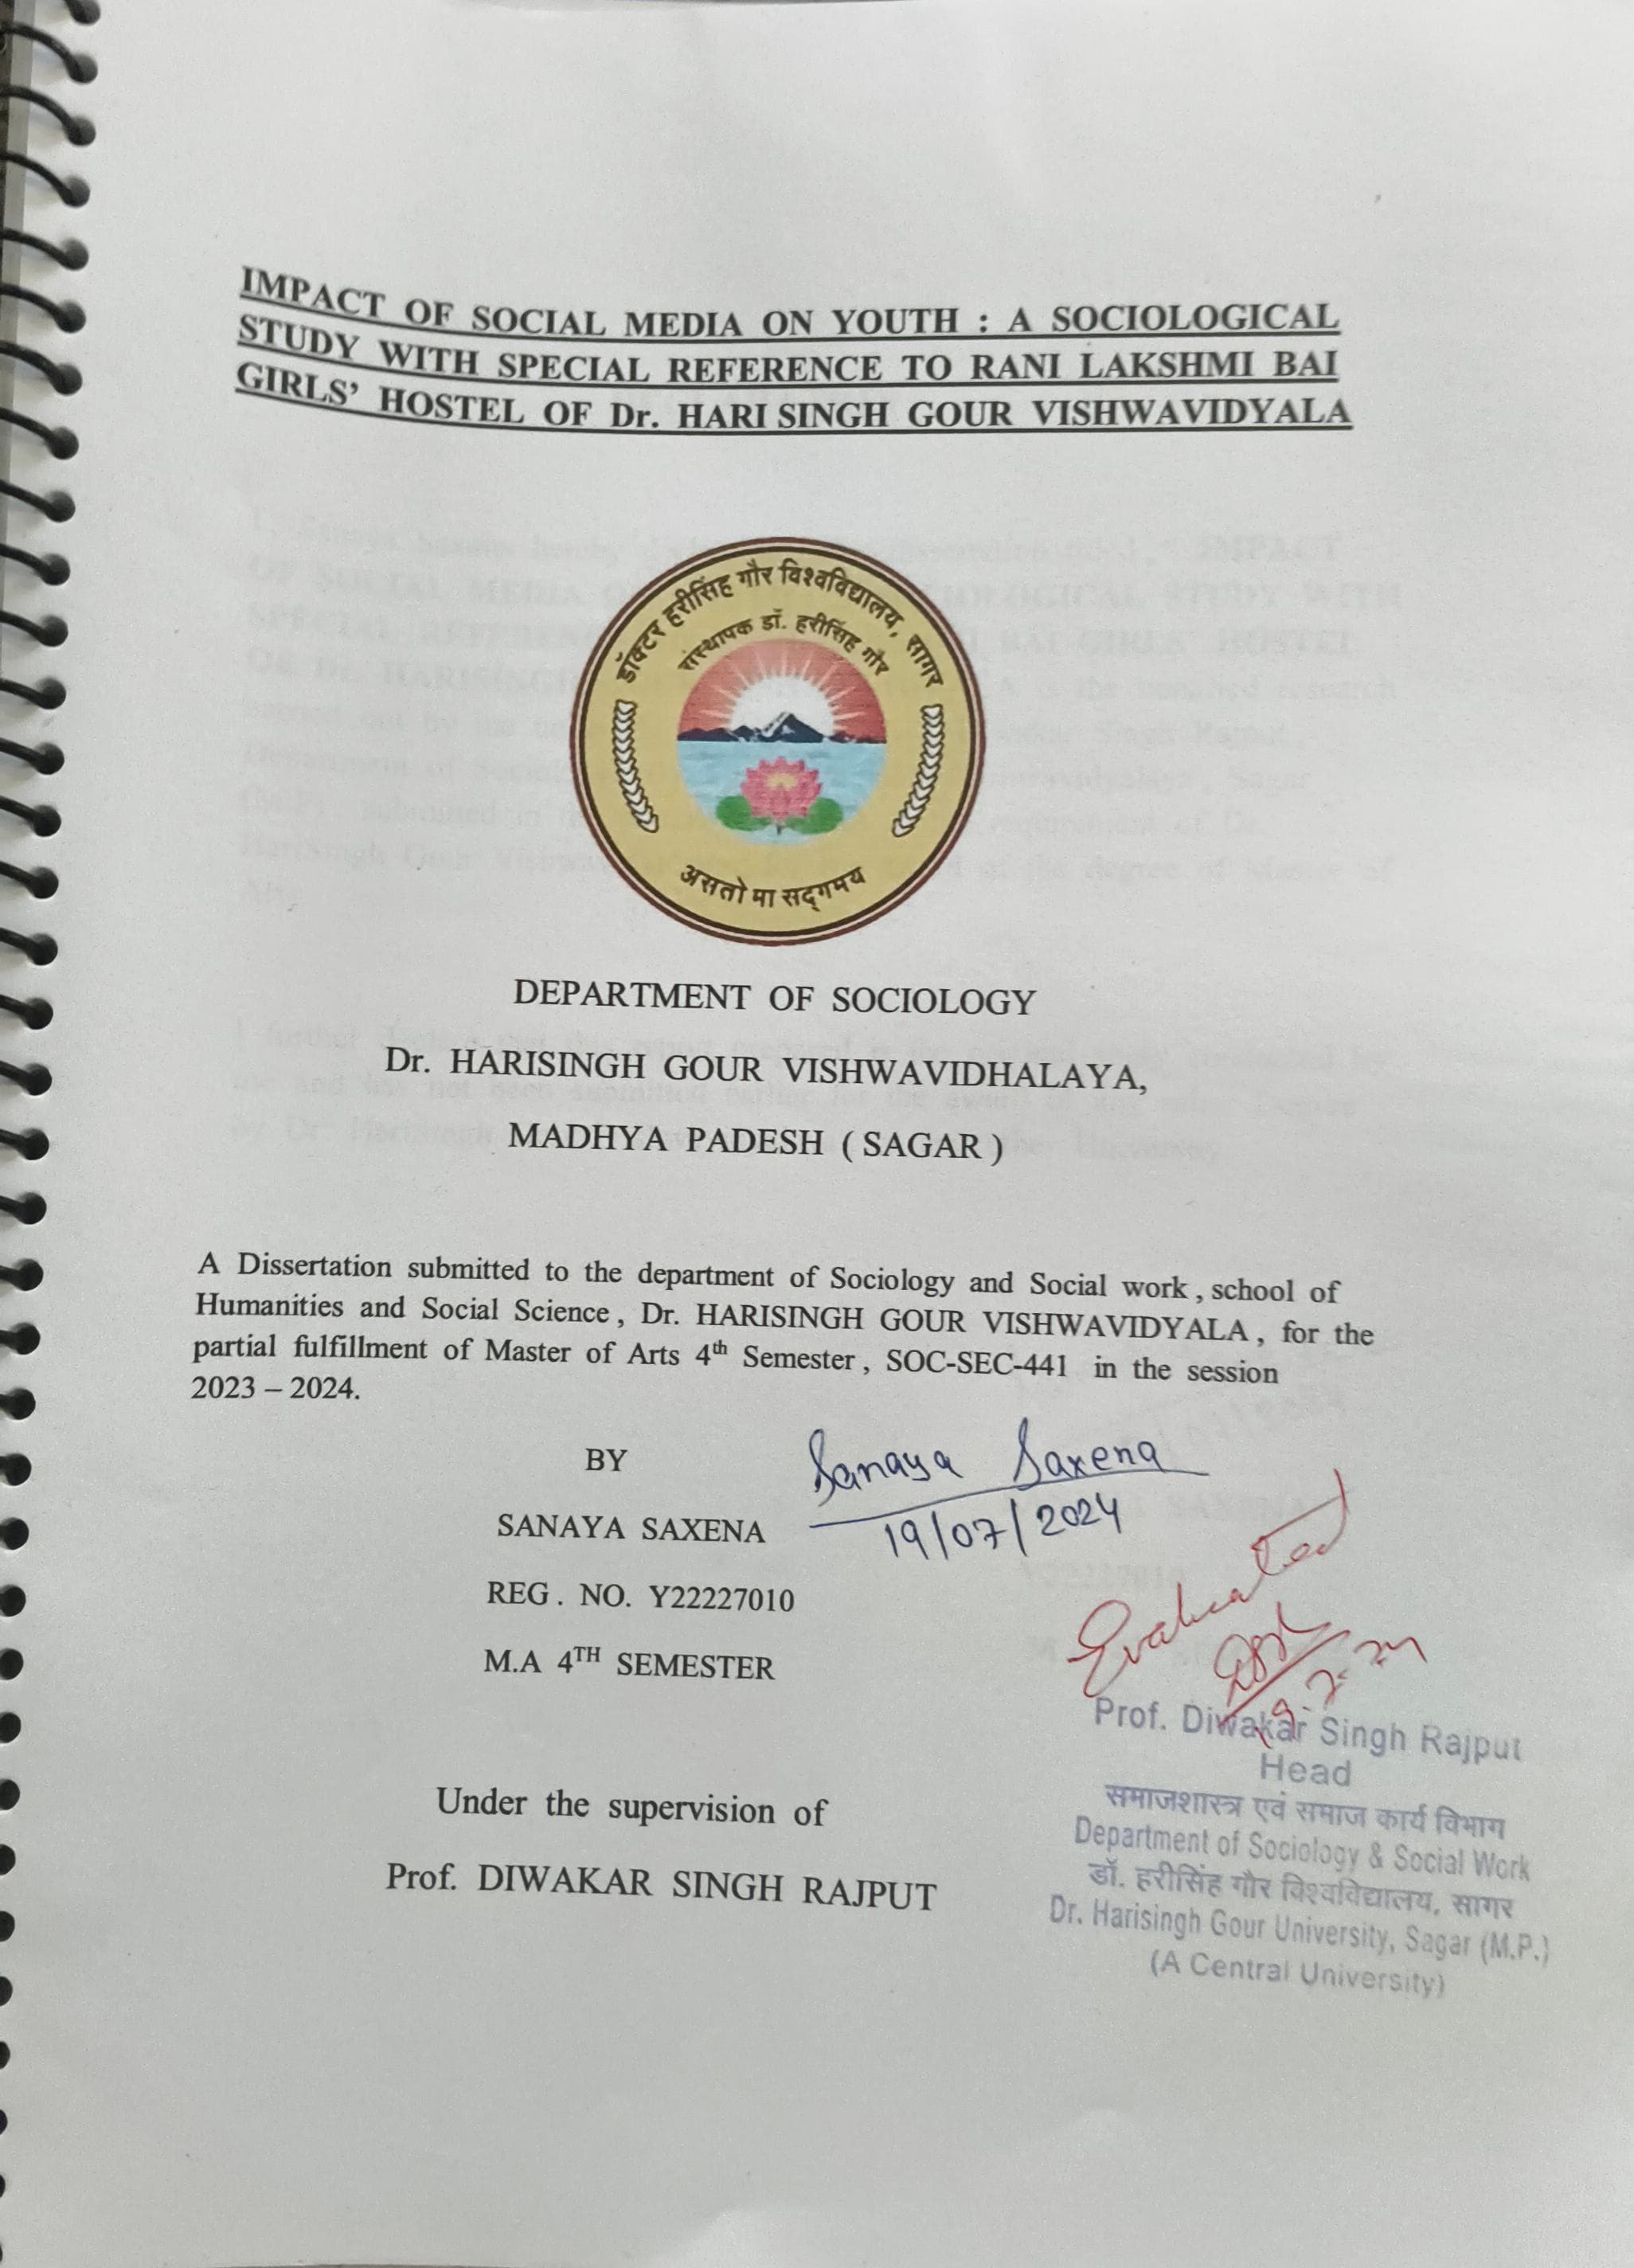 IMPACT OF SOCIAL MEDIA ON YOUTH : A SOCIOLOGICAL
STUDY WITH SPECIAL REFERENCE TO RANI LAKSHMI BAI
GIRLS’ HOSTEL OF Dr. HARI SINGH GOUR VISHWAVIDYALA
डॉक्टर हरीसिंह गौर विश्वविद्यालय, सागर
संस्थापक डॉ. हरीसिंह गौर
असतो मा सद्गमय
DEPARTMENT OF SOCIOLOGY
Dr. HARISINGH GOUR VISHWAVIDHALAYA,
MADHYA PADESH ( SAGAR )
A Dissertation submitted to the department of Sociology and Social work , school of
Humanities and Social Science , Dr. HARISINGH GOUR VISHWAVIDYALA , for the
partial fulfillment of Master of Arts 4th Semester , SOC-SEC-441 in the session
2023 – 2024.
BY
Sanaya Saxena
19/07/2024
SANAYA SAXENA
REG . NO. Y22227010
M.A 4TH SEMESTER
Evaluated
19.7.24
Prof. Diwakar Singh Rajput
Head
समाजशास्त्र एवं समाज कार्य विभाग
Department of Sociology & Social Work
डॉ. हरीसिंह गौर विश्वविद्यालय, सागर
Dr. Harisingh Gour University, Sagar (M.P.)
(A Central University)
Under the supervision of
Prof. DIWAKAR SINGH RAJPUT